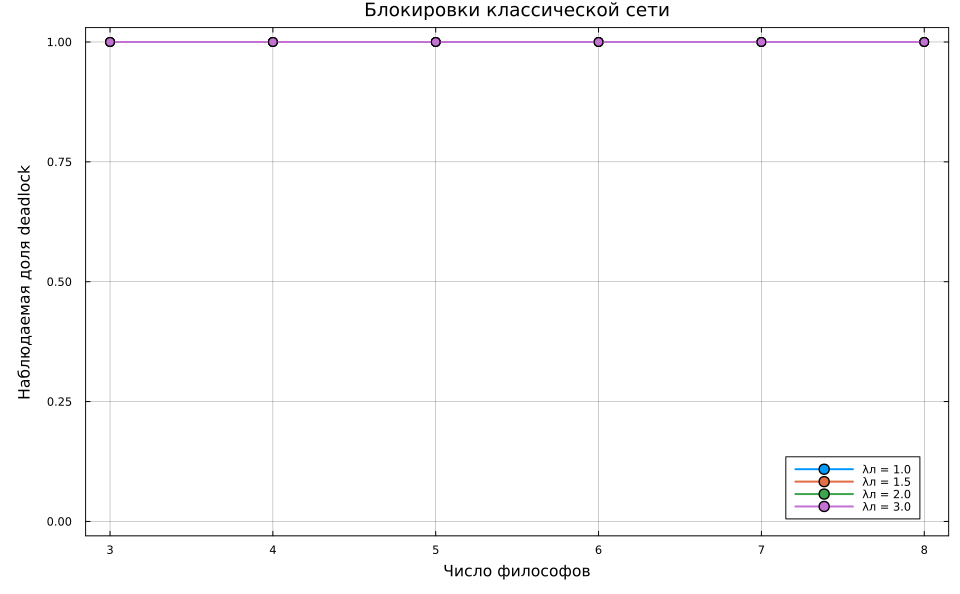 Блокировки классической сети
Наблюдаемая доля deadlock
1.00
0.75
0.50
0.25
0.00
λл = 1.0
λл = 1.5
λл = 2.0
λл = 3.0
3 4 5 6 7 8
Число философов